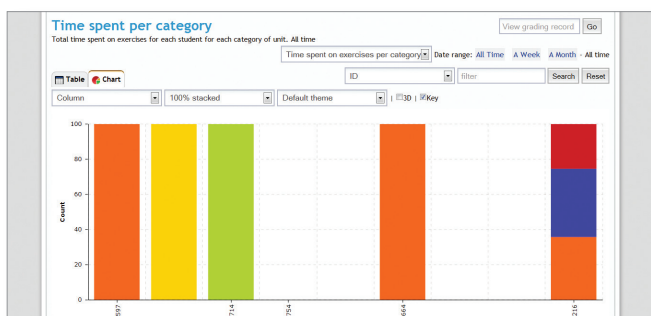 Time spent per category
View grading record Go
Total time spent on exercises for each student for each category of unit. All time
Time spent on exercises per category Date range: All Time A Week A Month - All time
Table Chart ID filter Search Reset
Column 100% stacked Default theme | 3D | Key
100
80
60
40
20
0
Count
597
714
754
664
216